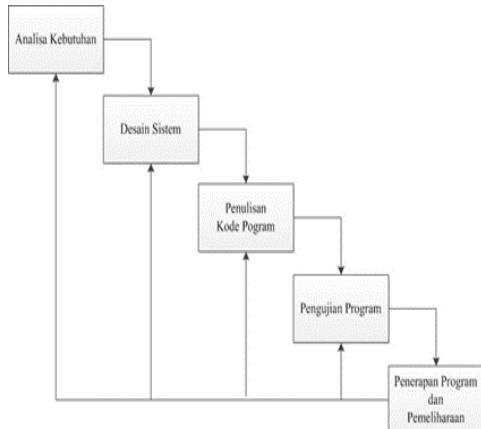 Analisa Kebutuhan
Desain Sistem
Penulisan
Kode Pogram
Pengujian Program
Penerapan Program
dan
Pemeliharaan